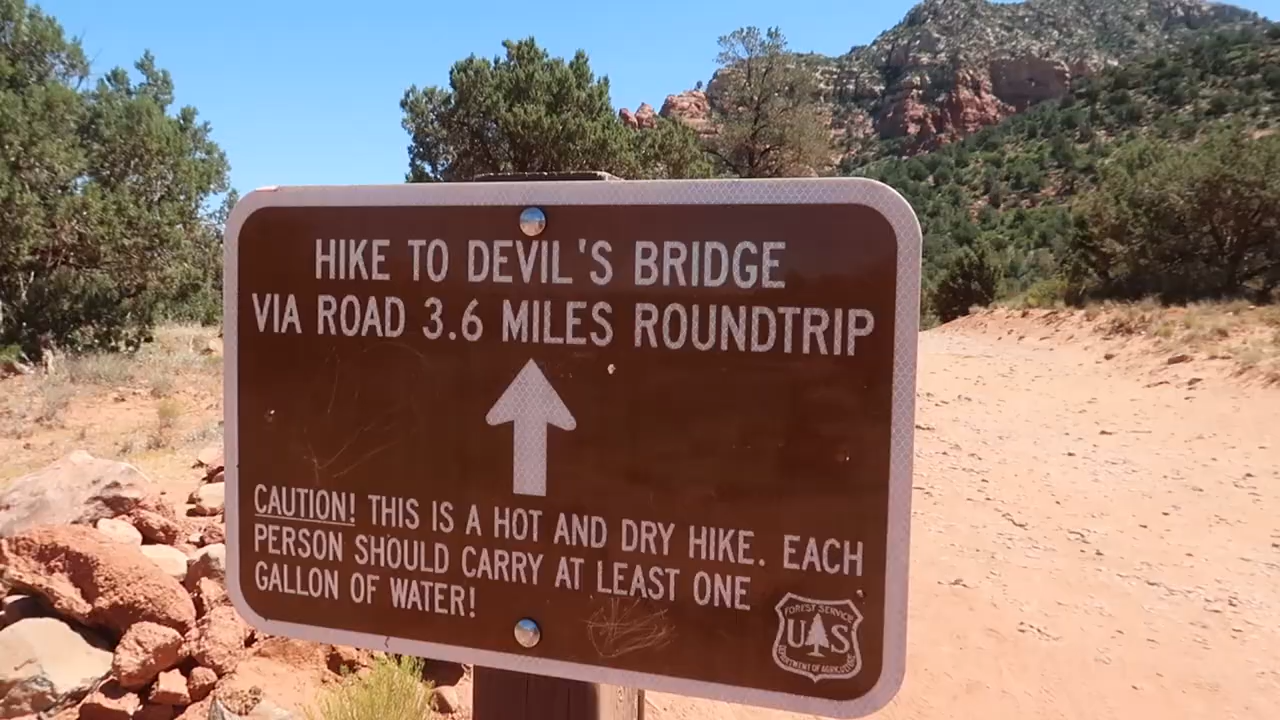 HIKE TO DEVIL'S BRIDGE
VIA ROAD 3.6 MILES ROUNDTRIP
CAUTION! THIS IS A HOT AND DRY HIKE. EACH
PERSON SHOULD CARRY AT LEAST ONE
GALLON OF WATER!
FOREST SERVICE
U S
DEPARTMENT OF AGRICULTURE